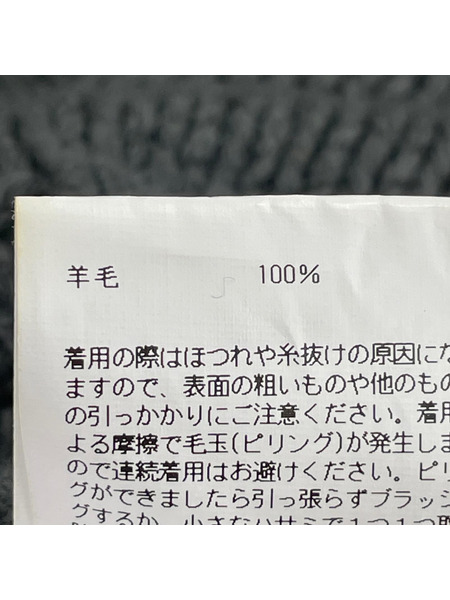 羊毛 100%
着用の際はほつれや糸抜けの原因にな
ますので、表面の粗いものや他のもの
の引っかかりにご注意ください。着用
よる摩擦で毛玉(ピリング)が発生しま
ので連続着用はお避けください。ピリ
グができましたら引っ張らずブラッシ
グするか、小さなハサミで1つ1つ取